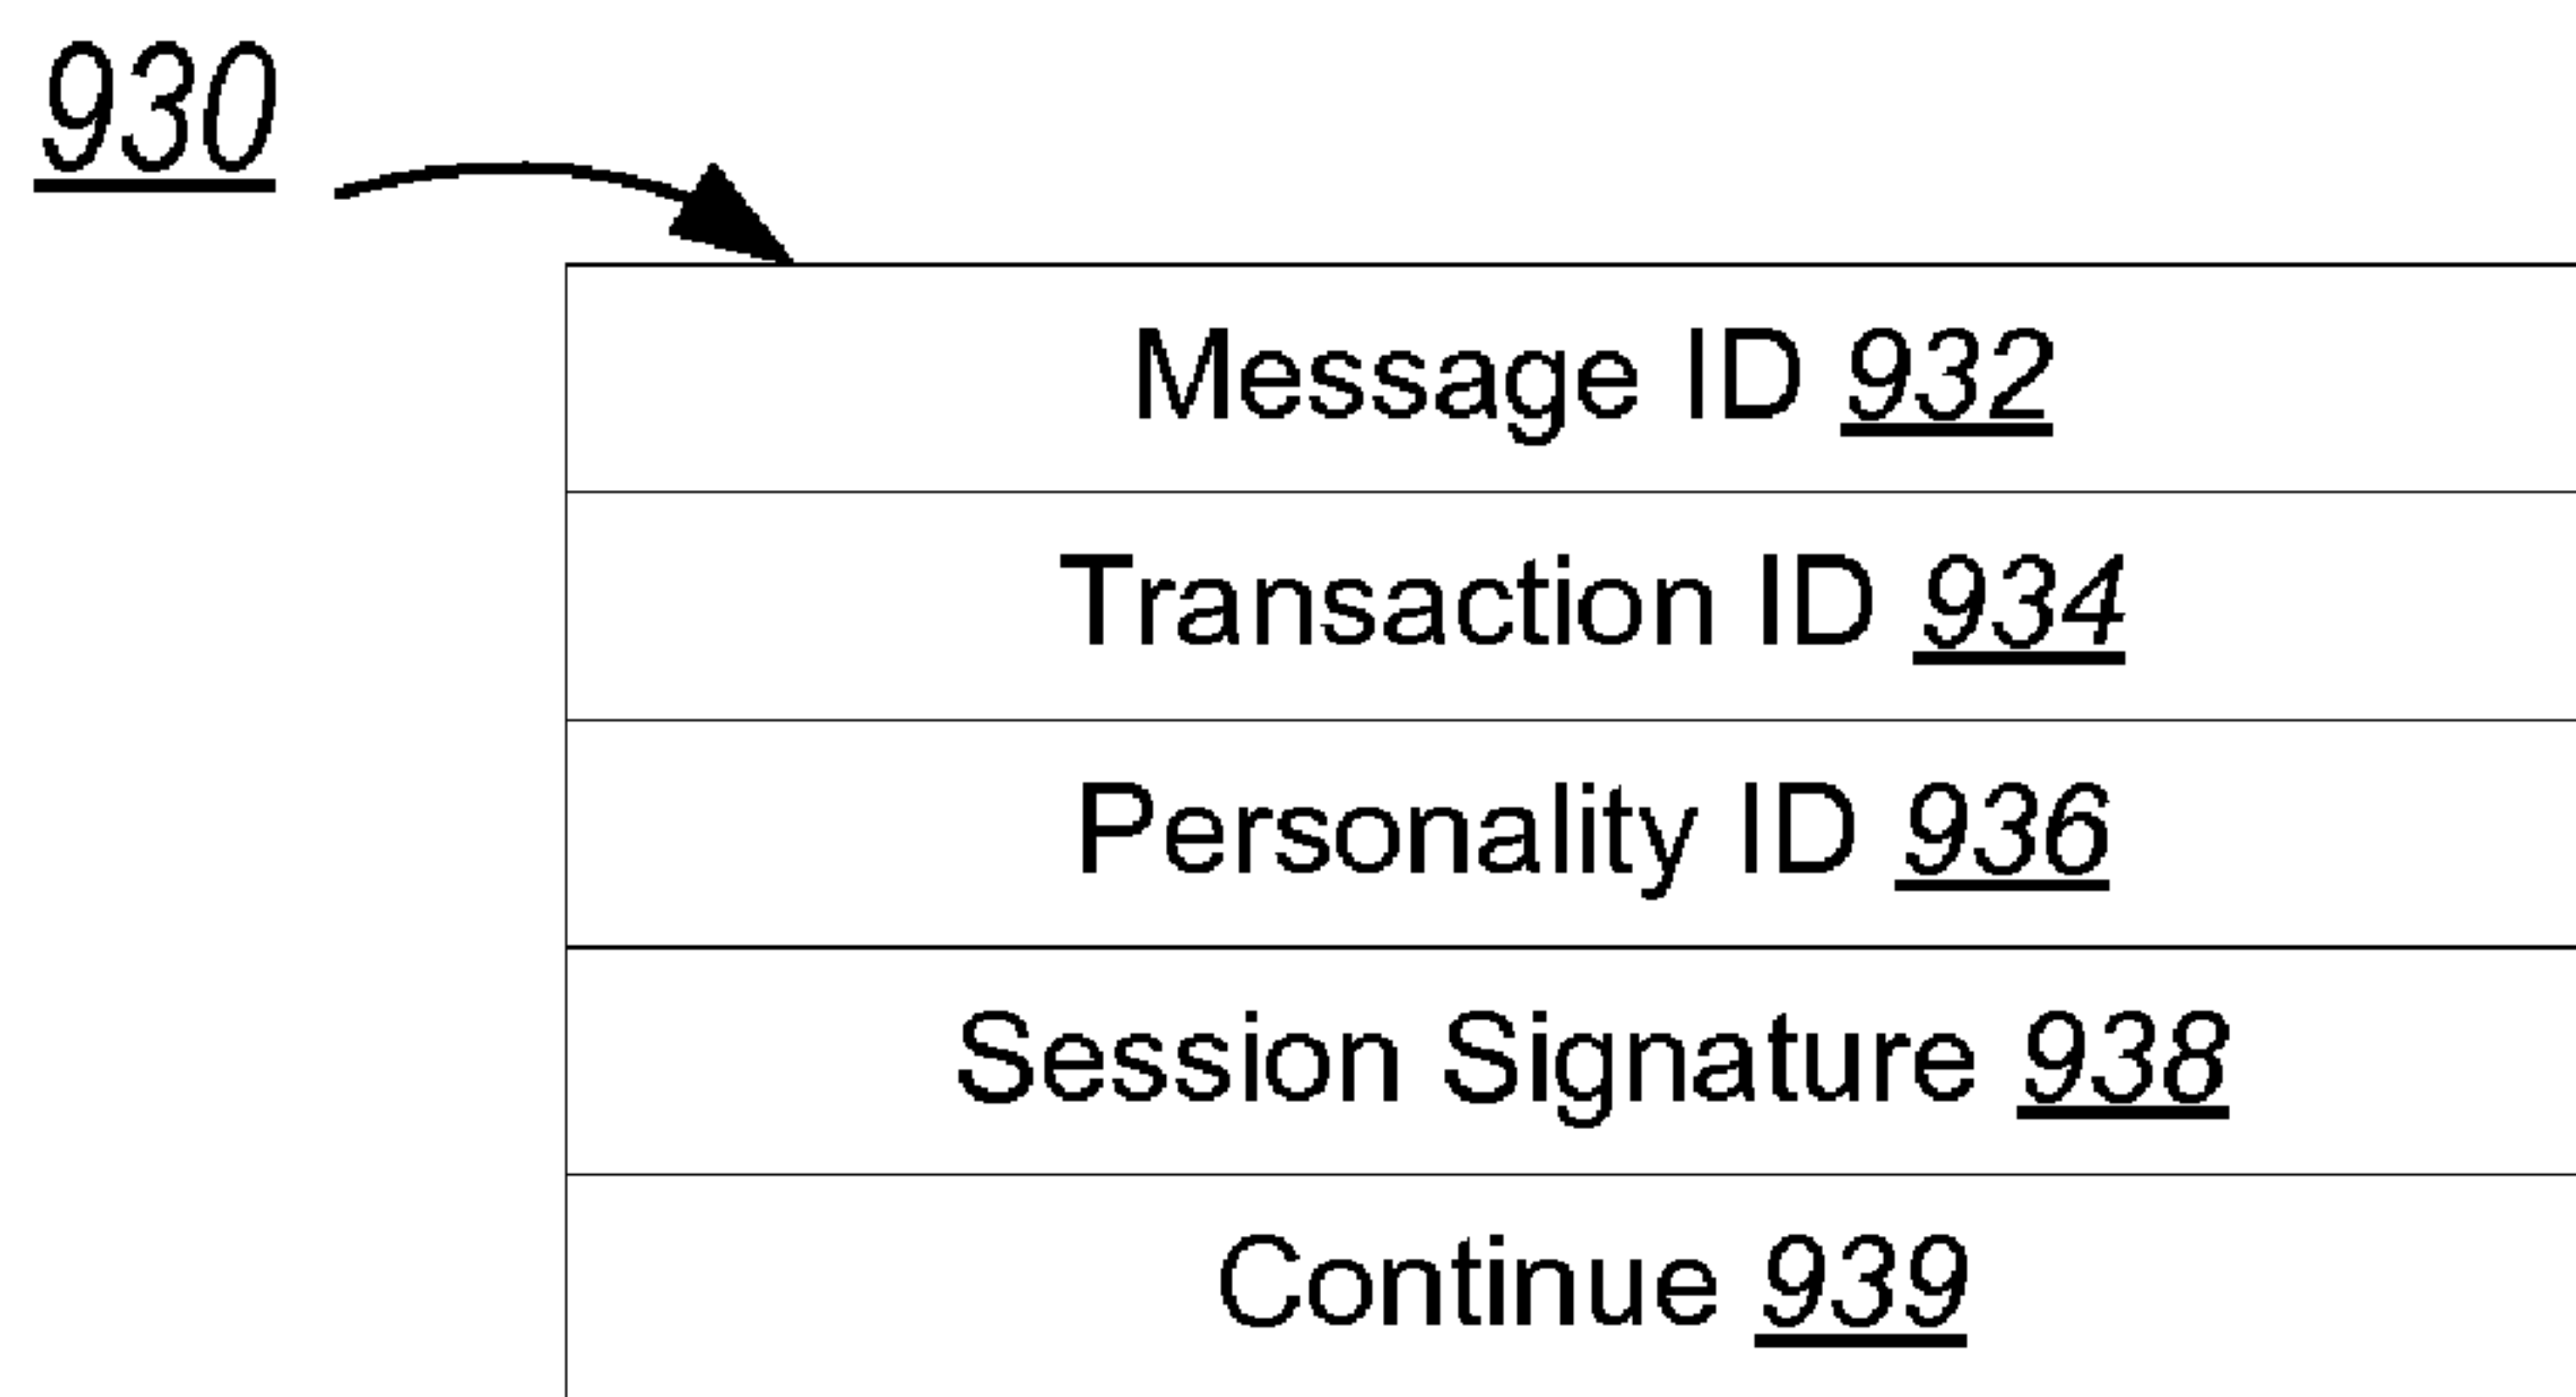 930
Message ID 932
Transaction ID 934
Personality ID 936
Session Signature 938
Continue 939